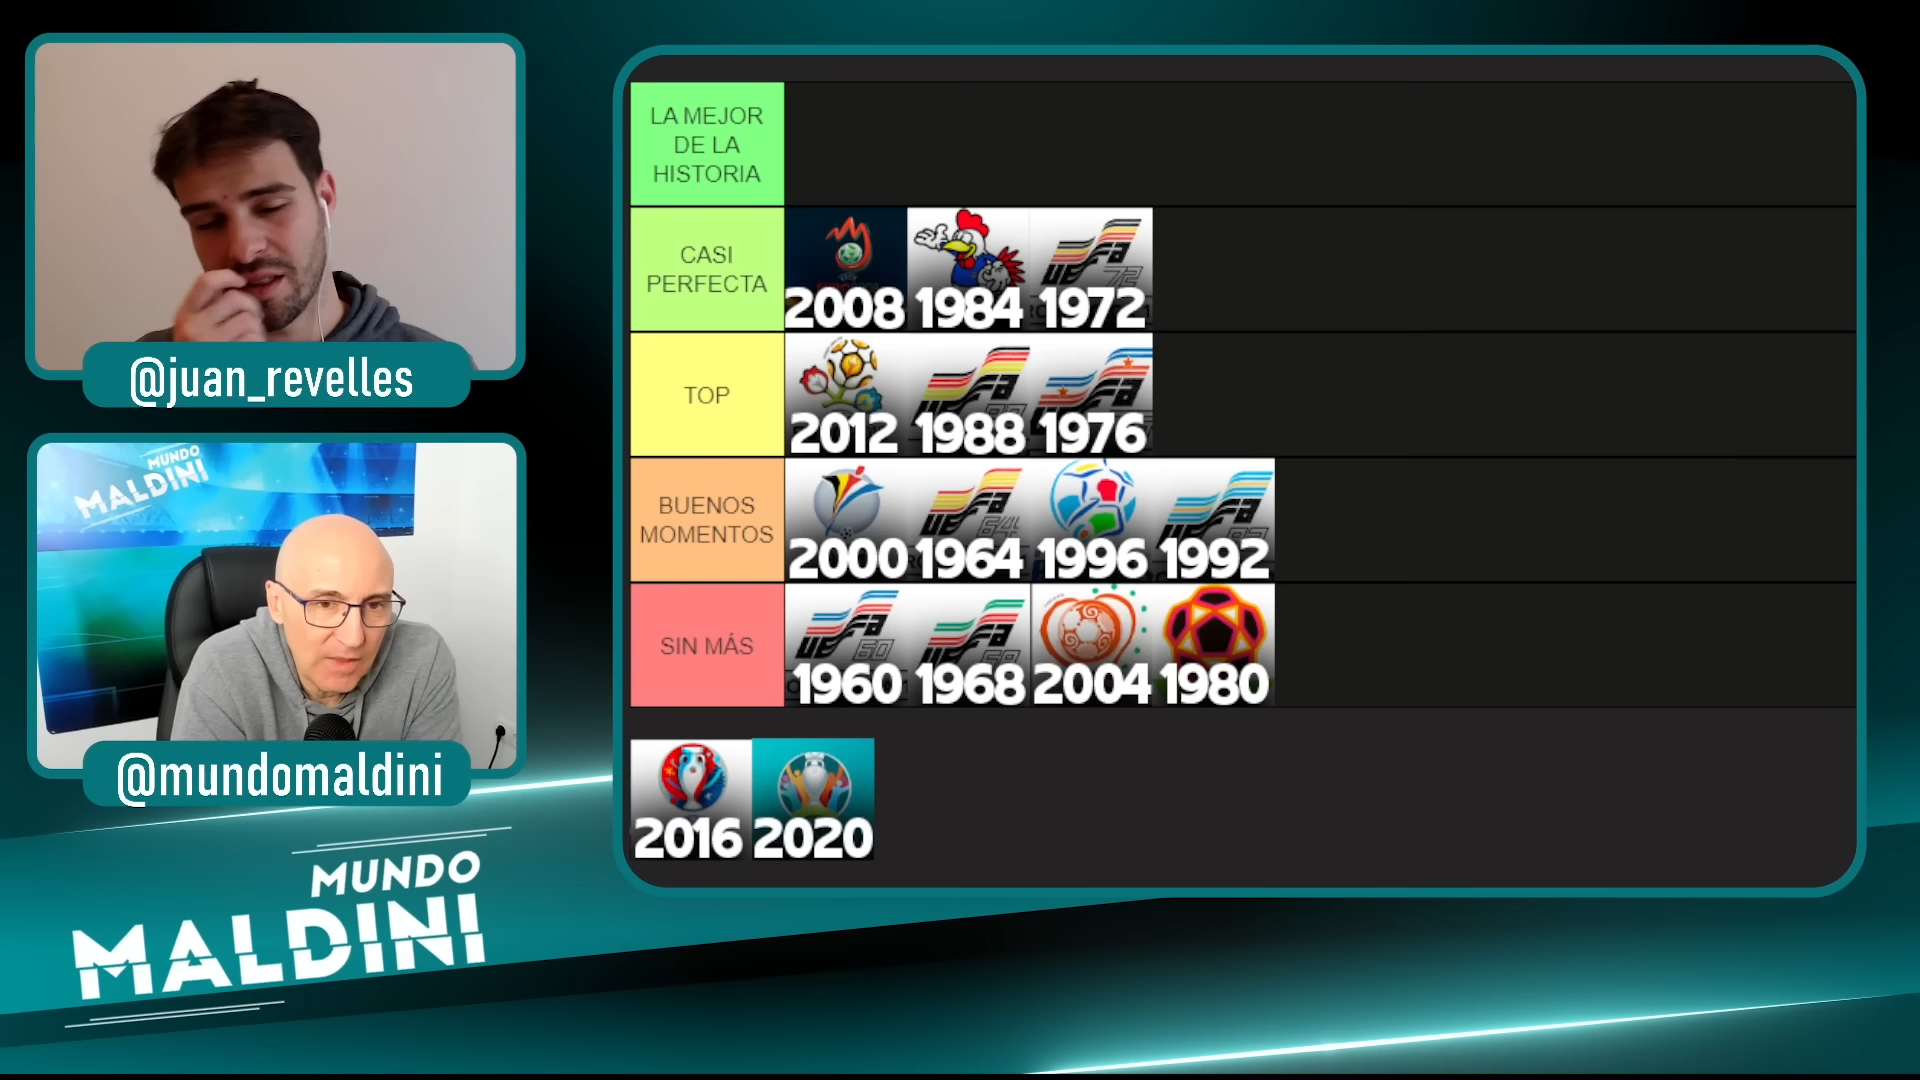 @juan_revelles
MUNDO
MALDINI
@mundomaldini
MUNDO
MALDINI
LA MEJOR
DE LA
HISTORIA
CASI
PERFECTA
2008 1984 1972
TOP
2012 1988 1976
BUENOS
MOMENTOS
2000 1964 1996 1992
SIN MÁS
1960 1968 2004 1980
2016 2020